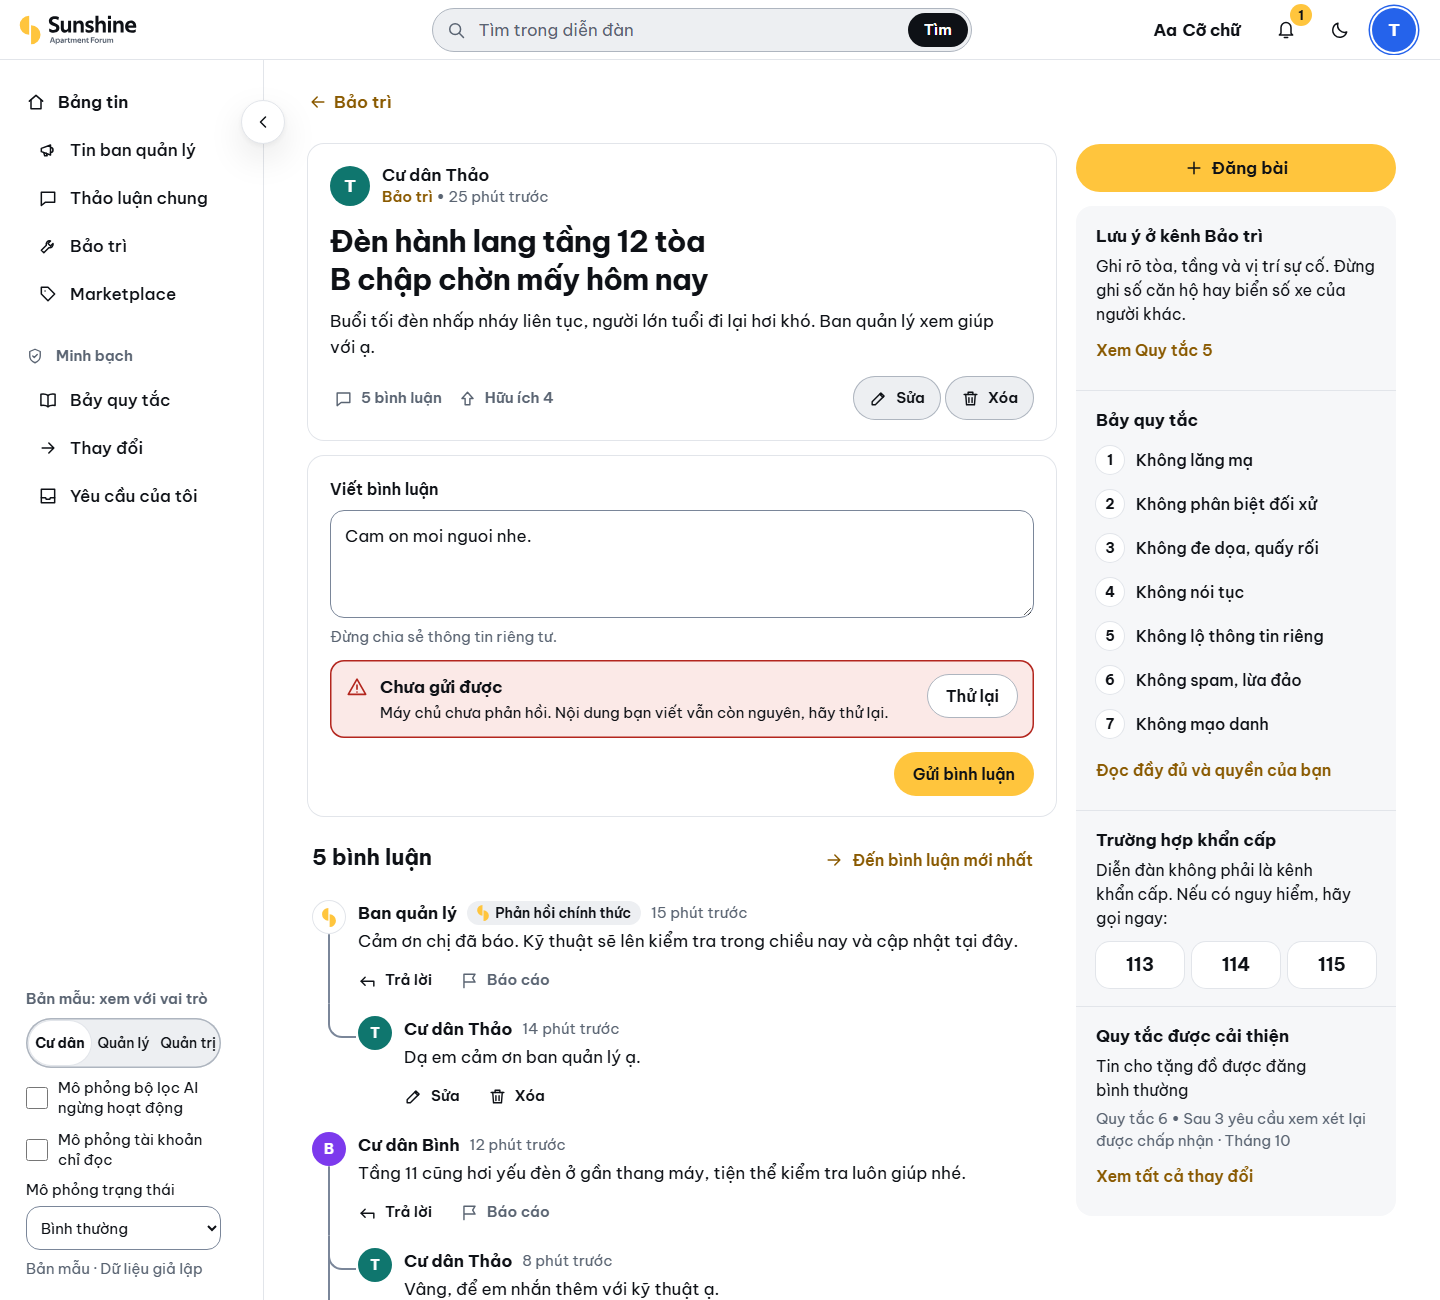 Sunshine
Apartment Forum
Tìm trong diễn đàn
Tìm
Aa Cỡ chữ
1
T
Bảng tin
Tin ban quản lý
Thảo luận chung
Bảo trì
Marketplace
Minh bạch
Bảy quy tắc
Thay đổi
Yêu cầu của tôi
Bản mẫu: xem với vai trò
Cư dân
Quản lý
Quản trị
Mô phỏng bộ lọc AI
ngừng hoạt động
Mô phỏng tài khoản
chỉ đọc
Mô phỏng trạng thái
Bình thường
Bản mẫu · Dữ liệu giả lập
Bảo trì
T
Cư dân Thảo
Bảo trì • 25 phút trước
Đèn hành lang tầng 12 tòa
B chập chờn mấy hôm nay
Buổi tối đèn nhấp nháy liên tục, người lớn tuổi đi lại hơi khó. Ban quản lý xem giúp
với ạ.
5 bình luận
Hữu ích 4
Sửa
Xóa
Viết bình luận
Cam on moi nguoi nhe.
Đừng chia sẻ thông tin riêng tư.
Chưa gửi được
Máy chủ chưa phản hồi. Nội dung bạn viết vẫn còn nguyên, hãy thử lại.
Thử lại
Gửi bình luận
5 bình luận
Đến bình luận mới nhất
Ban quản lý
Phản hồi chính thức
15 phút trước
Cảm ơn chị đã báo. Kỹ thuật sẽ lên kiểm tra trong chiều nay và cập nhật tại đây.
Trả lời
Báo cáo
T
Cư dân Thảo
14 phút trước
Dạ em cảm ơn ban quản lý ạ.
Sửa
Xóa
B
Cư dân Bình
12 phút trước
Tầng 11 cũng hơi yếu đèn ở gần thang máy, tiện thể kiểm tra luôn giúp nhé.
Trả lời
Báo cáo
T
Cư dân Thảo
8 phút trước
Vâng, để em nhắn thêm với kỹ thuật ạ.
Đăng bài
Lưu ý ở kênh Bảo trì
Ghi rõ tòa, tầng và vị trí sự cố. Đừng
ghi số căn hộ hay biển số xe của
người khác.
Xem Quy tắc 5
Bảy quy tắc
1 Không lăng mạ
2 Không phân biệt đối xử
3 Không đe dọa, quấy rối
4 Không nói tục
5 Không lộ thông tin riêng
6 Không spam, lừa đảo
7 Không mạo danh
Đọc đầy đủ và quyền của bạn
Trường hợp khẩn cấp
Diễn đàn không phải là kênh
khẩn cấp. Nếu có nguy hiểm, hãy
gọi ngay:
113
114
115
Quy tắc được cải thiện
Tin cho tặng đồ được đăng
bình thường
Quy tắc 6 • Sau 3 yêu cầu xem xét lại
được chấp nhận · Tháng 10
Xem tất cả thay đổi